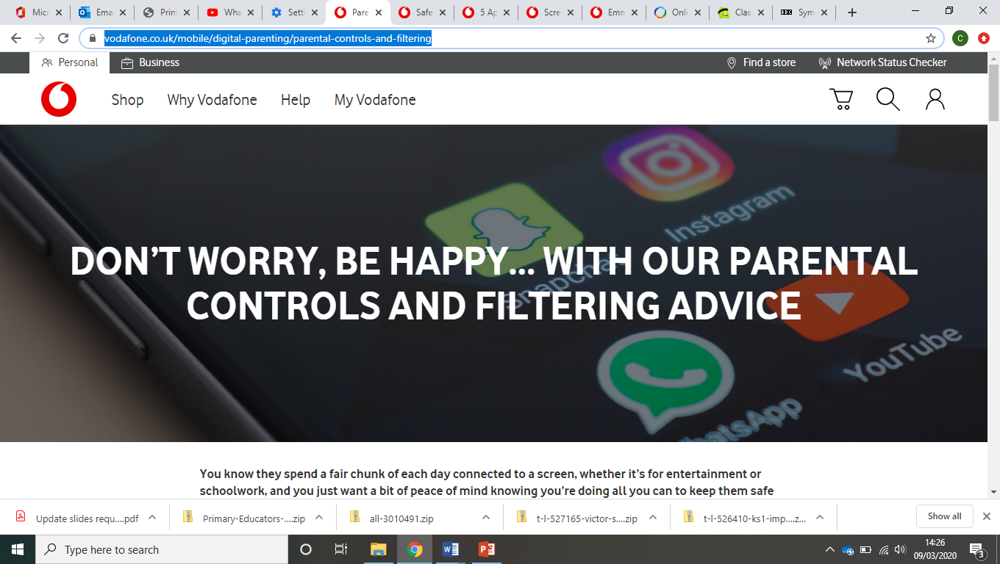 Micr
Ema
Prim
Wha
Setti
Pare
Safe
5 Ap
Scre
Emm
Onli
Clas
BBC Sym
vodafone.co.uk/mobile/digital-parenting/parental-controls-and-filtering
C
Personal
Business
Find a store
Network Status Checker
Shop
Why Vodafone
Help
My Vodafone
Instagram
Snapchat
YouTube
WhatsApp
DON'T WORRY, BE HAPPY... WITH OUR PARENTAL
CONTROLS AND FILTERING ADVICE
You know they spend a fair chunk of each day connected to a screen, whether it's for entertainment or
schoolwork, and you just want a bit of peace of mind knowing you're doing all you can to keep them safe
Update slides requ....pdf
Primary-Educators-....zip
all-3010491.zip
t-l-527165-victor-s....zip
t-l-526410-ks1-imp....z...
Show all
Type here to search
14:26
09/03/2020
3